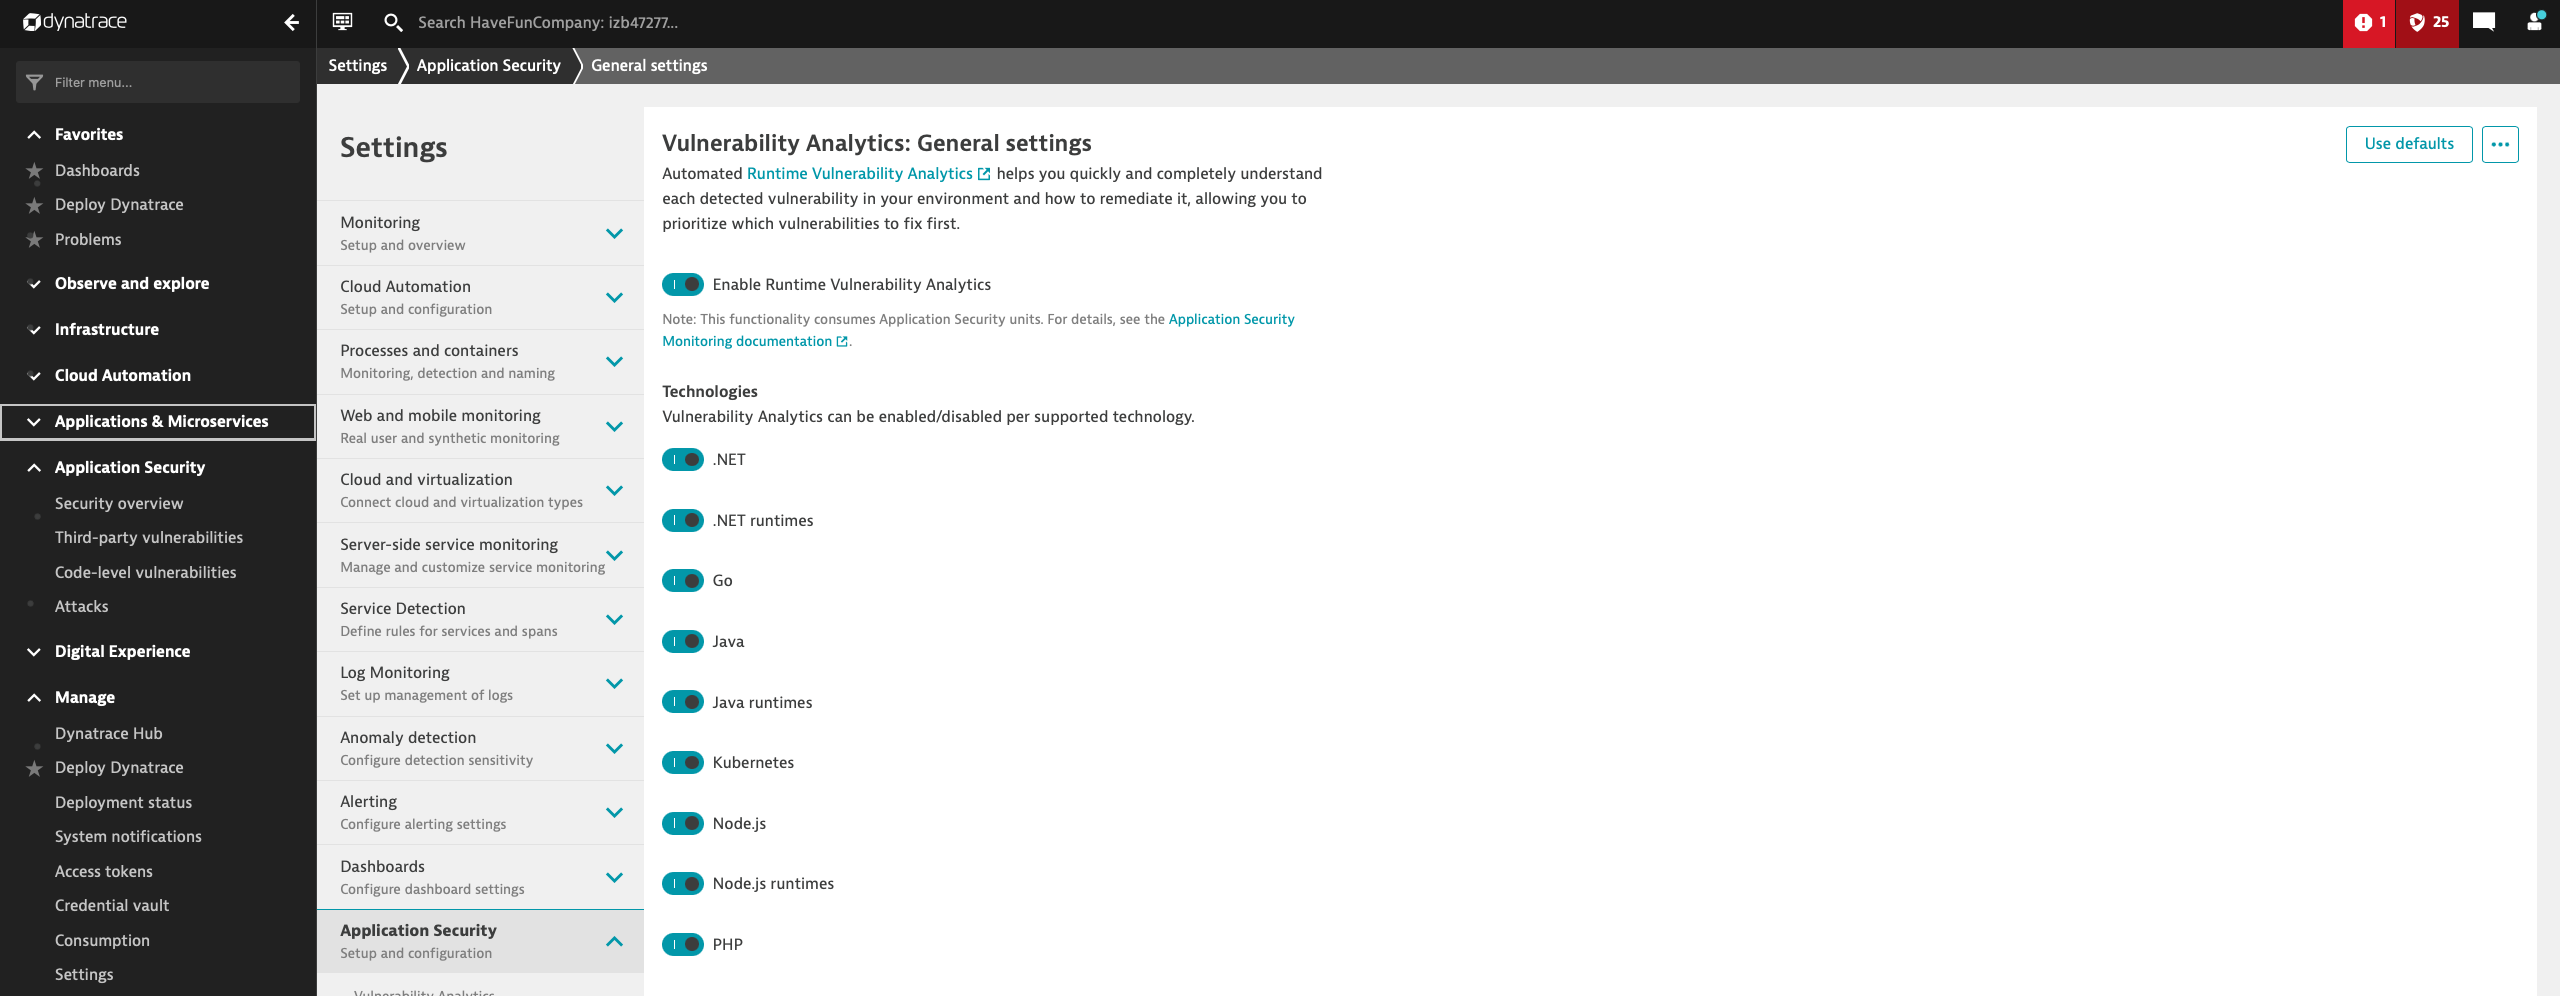 dynatrace
Search HaveFunCompany: izb47277...
1
25
Filter menu...
Favorites
Dashboards
Deploy Dynatrace
Problems
Observe and explore
Infrastructure
Cloud Automation
Applications & Microservices
Application Security
Security overview
Third-party vulnerabilities
Code-level vulnerabilities
Attacks
Digital Experience
Manage
Dynatrace Hub
Deploy Dynatrace
Deployment status
System notifications
Access tokens
Credential vault
Consumption
Settings
Settings
Application Security
General settings
Settings
Monitoring
Setup and overview
Cloud Automation
Setup and configuration
Processes and containers
Monitoring, detection and naming
Web and mobile monitoring
Real user and synthetic monitoring
Cloud and virtualization
Connect cloud and virtualization types
Server-side service monitoring
Manage and customize service monitoring
Service Detection
Define rules for services and spans
Log Monitoring
Set up management of logs
Anomaly detection
Configure detection sensitivity
Alerting
Configure alerting settings
Dashboards
Configure dashboard settings
Application Security
Setup and configuration
Vulnerability Analytics
Vulnerability Analytics: General settings
Use defaults
Automated Runtime Vulnerability Analytics helps you quickly and completely understand
each detected vulnerability in your environment and how to remediate it, allowing you to
prioritize which vulnerabilities to fix first.
Enable Runtime Vulnerability Analytics
Note: This functionality consumes Application Security units. For details, see the Application Security
Monitoring documentation.
Technologies
Vulnerability Analytics can be enabled/disabled per supported technology.
.NET
.NET runtimes
Go
Java
Java runtimes
Kubernetes
Node.js
Node.js runtimes
PHP